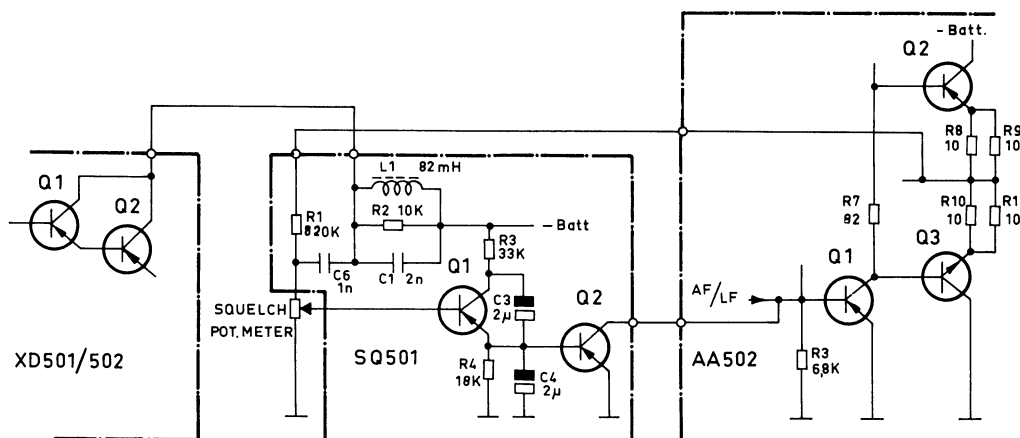 Q1
Q2
XD501/502
L1 82mH
R1
820K
R2 10K
C6
1n
C1 2n
- Batt
R3
33K
Q1
C3
2µ
Q2
SQUELCH
POT.METER
R4
18K
C4
2µ
SQ501
- Batt.
Q2
R8
10
R9
10
R7
82
R10
10
R1
10
Q3
Q1
AF/LF
R3
6,8K
AA502